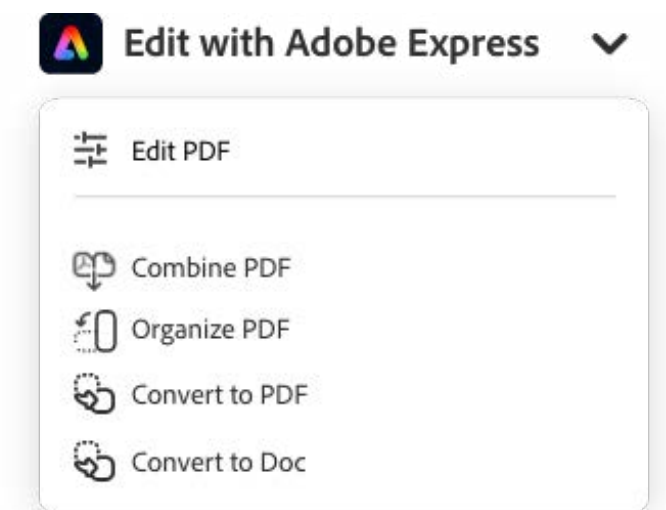 Edit with Adobe Express
Edit PDF
Combine PDF
Organize PDF
Convert to PDF
Convert to Doc